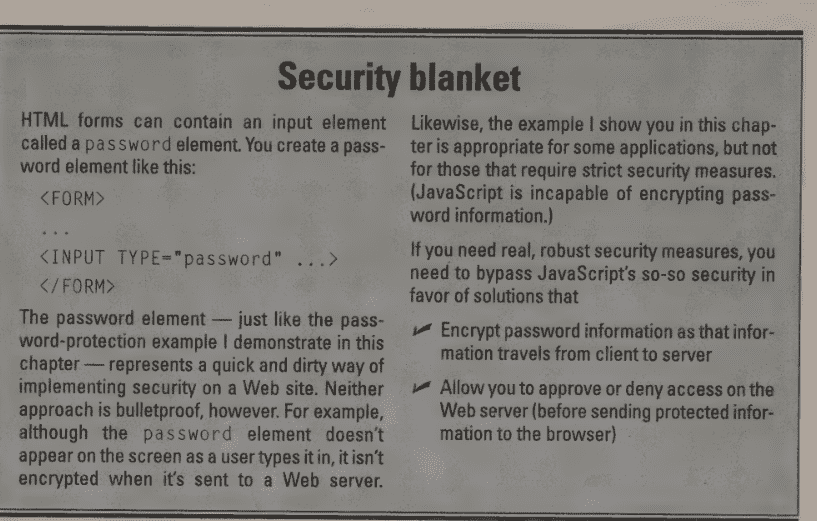 Security blanket
HTML forms can contain an input element
called a password element. You create a pass-
word element like this:
<FORM>
...
<INPUT TYPE="password" ...>
</FORM>
The password element — just like the pass-
word-protection example I demonstrate in this
chapter — represents a quick and dirty way of
implementing security on a Web site. Neither
approach is bulletproof, however. For example,
although the password element doesn't
appear on the screen as a user types it in, it isn't
encrypted when it's sent to a Web server.
Likewise, the example I show you in this chap-
ter is appropriate for some applications, but not
for those that require strict security measures.
(JavaScript is incapable of encrypting pass-
word information.)
If you need real, robust security measures, you
need to bypass JavaScript's so-so security in
favor of solutions that
✔ Encrypt password information as that infor-
mation travels from client to server
✔ Allow you to approve or deny access on the
Web server (before sending protected infor-
mation to the browser)